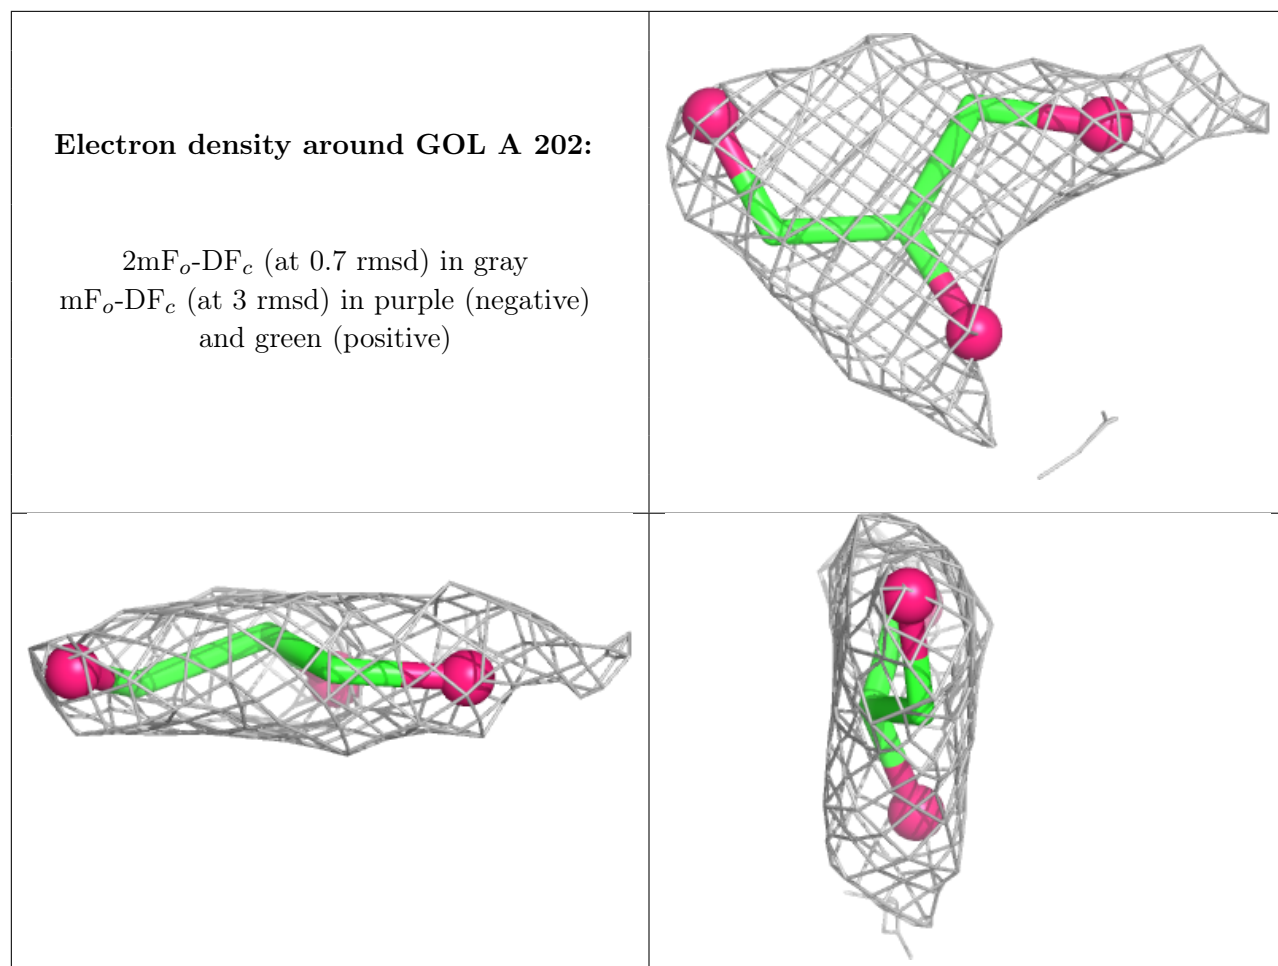 Electron density around GOL A 202:
2mFo-DFc (at 0.7 rmsd) in gray
mFo-DFc (at 3 rmsd) in purple (negative)
and green (positive)